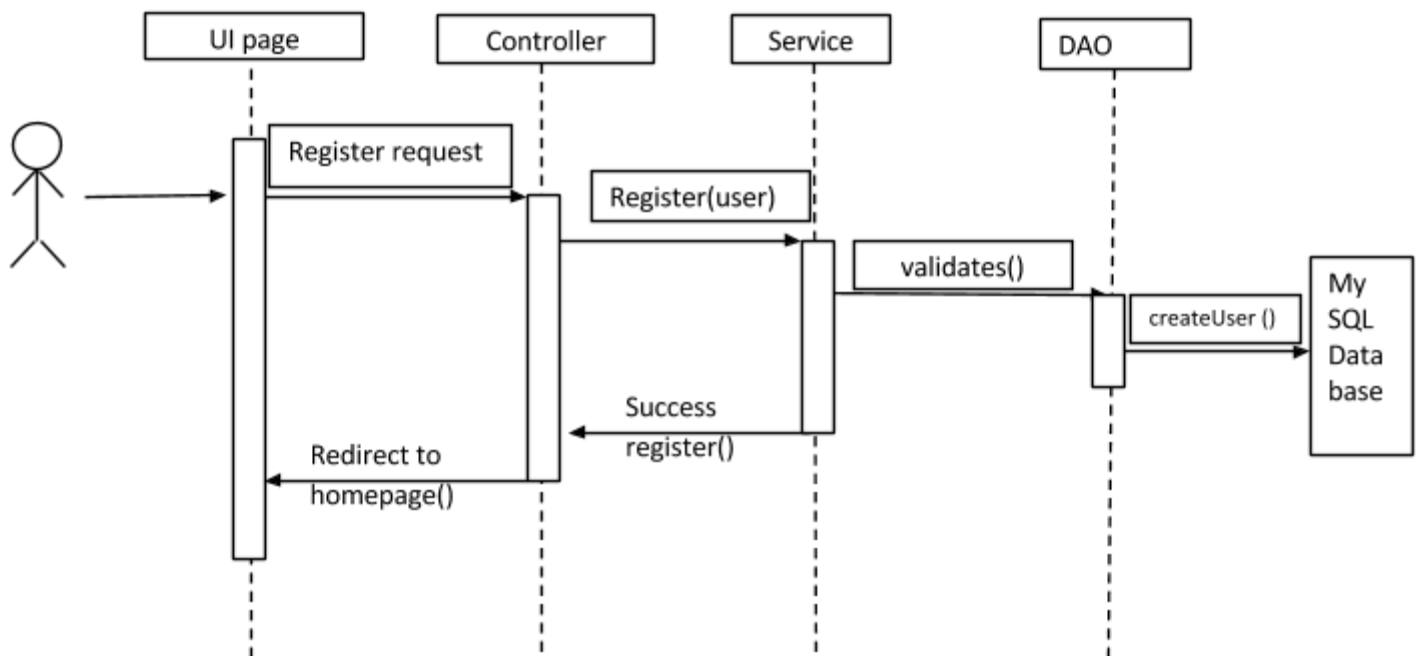 UI page
Controller
Service
DAO
Register request
Register(user)
validates()
createUser ()
My
SQL
Data
base
Success
register()
Redirect to
homepage()